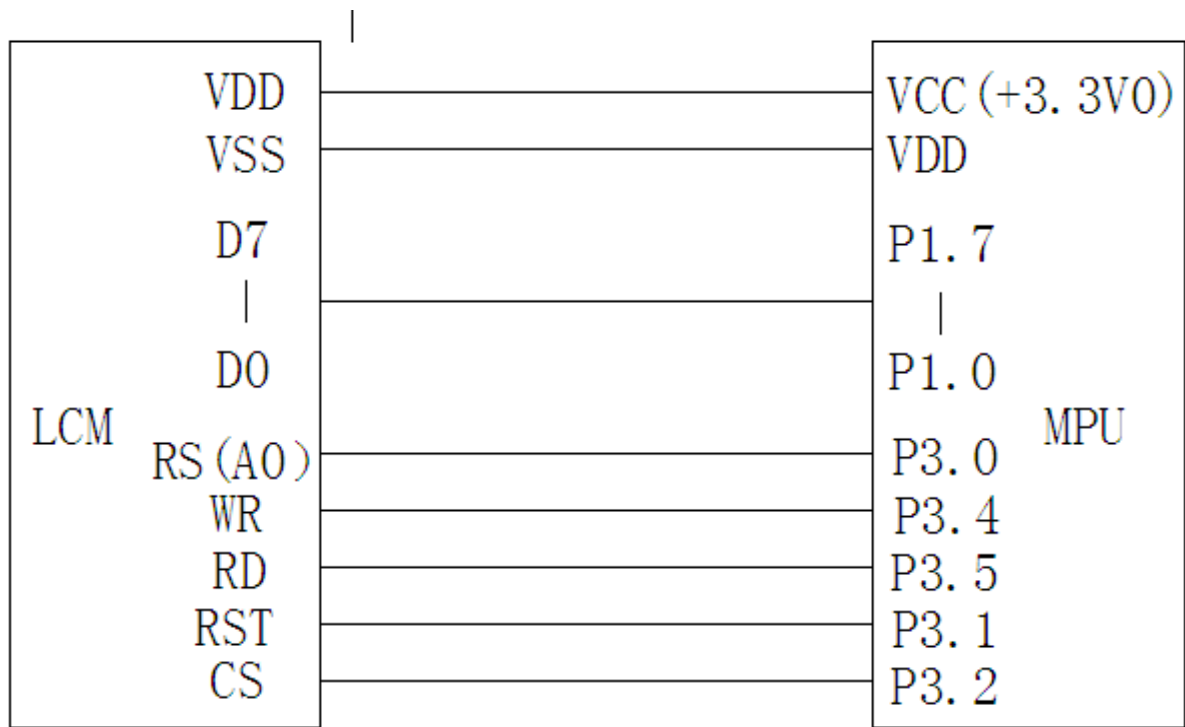 VDD VCC(+3.3V0)
VSS VDD
D7 P1.7
| |
D0 P1.0
LCM MPU
RS(A0) P3.0
WR P3.4
RD P3.5
RST P3.1
CS P3.2